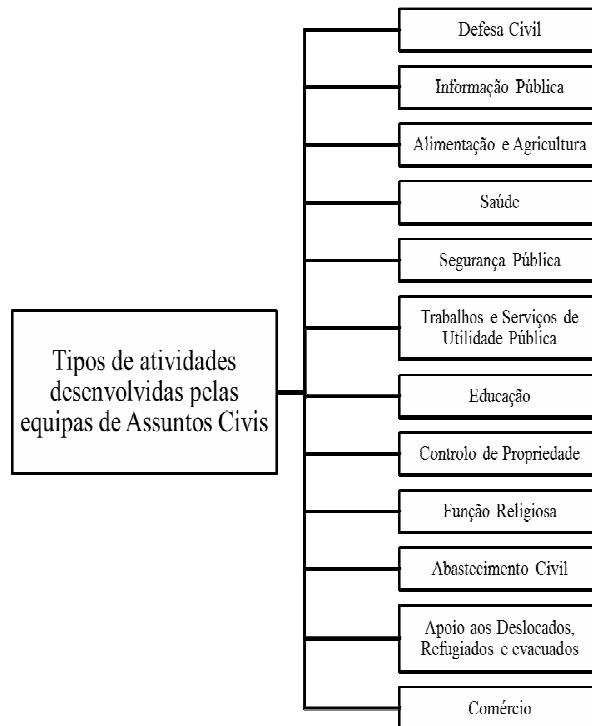 Defesa Civil
Informação Pública
Alimentação e Agricultura
Saúde
Segurança Pública
Trabalhos e Serviços de
Utilidade Pública
Tipos de atividades
desenvolvidas pelas
equipas de Assuntos Civis
Educação
Controlo de Propriedade
Função Religiosa
Abastecimento Civil
Apoio aos Deslocados,
Refugiados e evacuados
Comércio